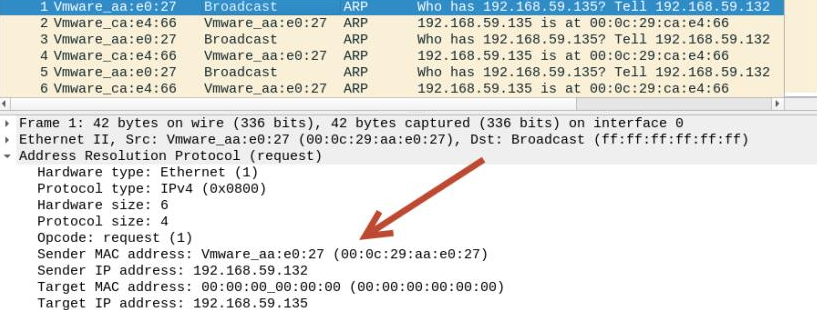 1 Vmware_aa:e0:27 Broadcast ARP Who has 192.168.59.135? Tell 192.168.59.132
2 Vmware_ca:e4:66 Vmware_aa:e0:27 ARP 192.168.59.135 is at 00:0c:29:ca:e4:66
3 Vmware_aa:e0:27 Broadcast ARP Who has 192.168.59.135? Tell 192.168.59.132
4 Vmware_ca:e4:66 Vmware_aa:e0:27 ARP 192.168.59.135 is at 00:0c:29:ca:e4:66
5 Vmware_aa:e0:27 Broadcast ARP Who has 192.168.59.135? Tell 192.168.59.132
6 Vmware_ca:e4:66 Vmware_aa:e0:27 ARP 192.168.59.135 is at 00:0c:29:ca:e4:66
Frame 1: 42 bytes on wire (336 bits), 42 bytes captured (336 bits) on interface 0
Ethernet II, Src: Vmware_aa:e0:27 (00:0c:29:aa:e0:27), Dst: Broadcast (ff:ff:ff:ff:ff:ff)
Address Resolution Protocol (request)
Hardware type: Ethernet (1)
Protocol type: IPv4 (0x0800)
Hardware size: 6
Protocol size: 4
Opcode: request (1)
Sender MAC address: Vmware_aa:e0:27 (00:0c:29:aa:e0:27)
Sender IP address: 192.168.59.132
Target MAC address: 00:00:00_00:00:00 (00:00:00:00:00:00)
Target IP address: 192.168.59.135